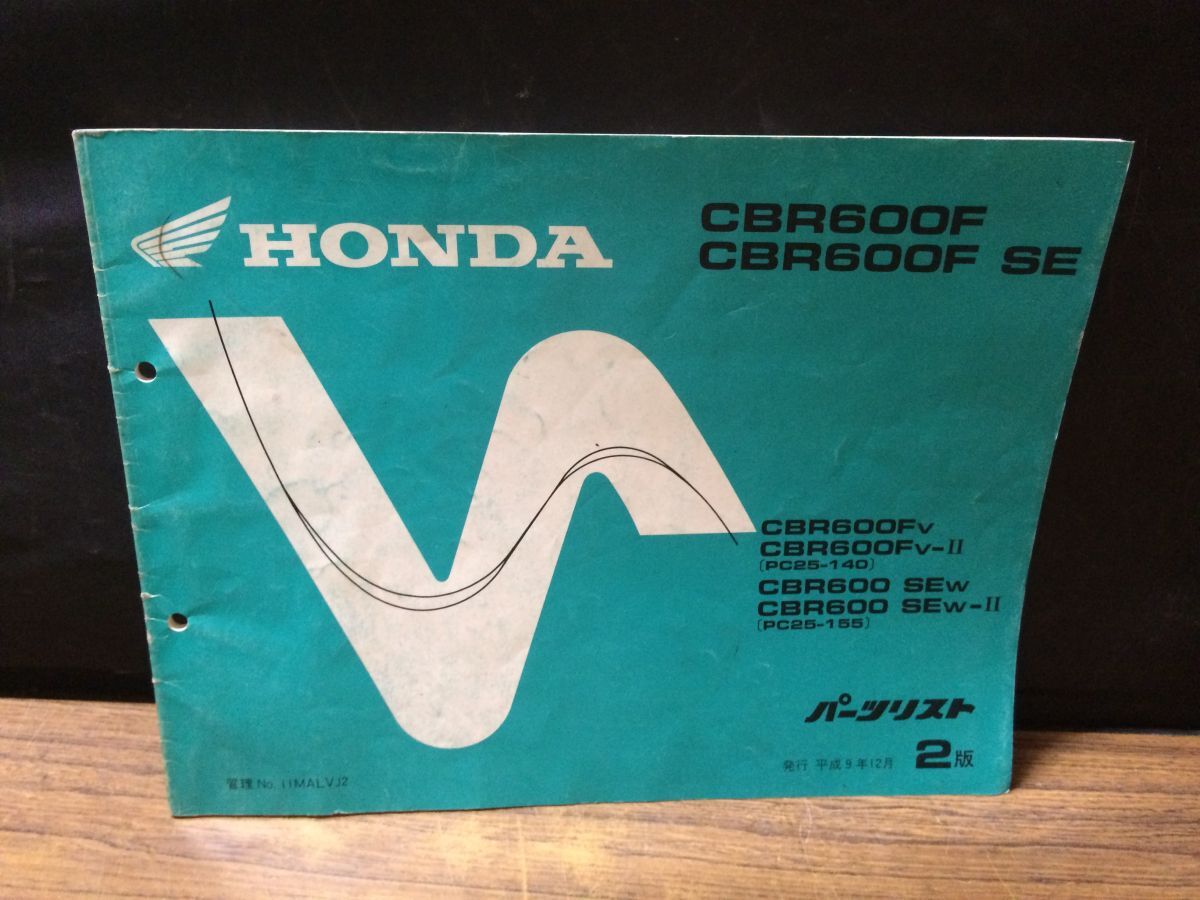 HONDA
CBR600F
CBR600F SE
CBR600FV
CBR600FV-II
(PC25-140)
CBR600 SEW
CBR600 SEW-II
(PC25-155)
パーツリスト
発行 平成9年12月 2版
管理 No. 11MALVJ2